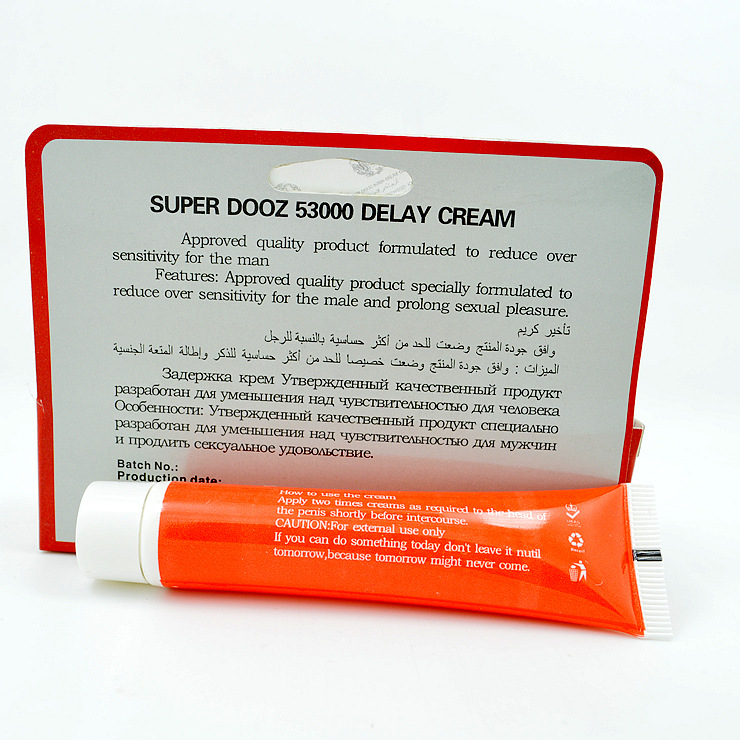 SUPER DOOZ 53000 DELAY CREAM
Approved quality product formulated to reduce over
sensitivity for the man
Features: Approved quality product specially formulated to
reduce over sensitivity for the male and prolong sexual pleasure.
تأخير كريم
وافق جودة المنتج وضعت للحد من أكثر حساسية بالنسبة للرجل
الميزات : وافق جودة المنتج وضعت خصيصا للحد من أكثر حساسية للذكر وإطالة المتعة الجنسية
Задержка крем Утвержденный качественный продукт
разработан для уменьшения над чувствительностью для человека
Особенности: Утвержденный качественный продукт специально
разработан для уменьшения над чувствительностью для мужчин
и продлить сексуальное удовольствие.
Batch No.:
Production date:
How to use the cream
Apply two times creams as required to the head of
the penis shortly before intercourse.
CAUTION:For external use only
If you can do something today don't leave it nutil
tomorrow,because tomorrow might never come.